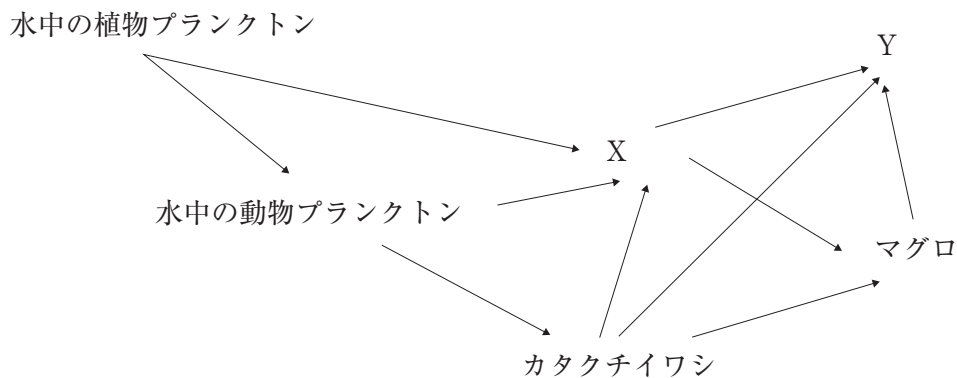 水中の植物プランクトン
Y
X
水中の動物プランクトン
マグロ
カタクチイワシ